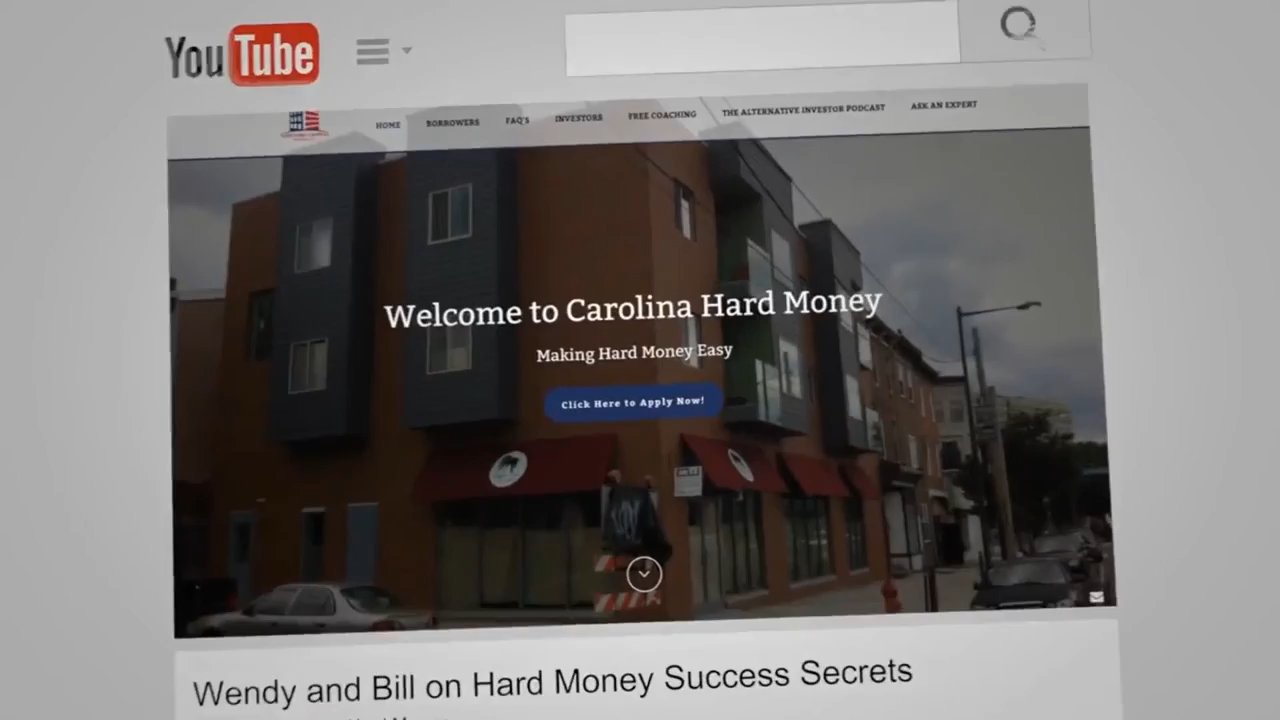 YouTube
HOME BORROWERS FAQ'S INVESTORS FREE COACHING THE ALTERNATIVE INVESTOR PODCAST ASK AN EXPERT
Welcome to Carolina Hard Money
Making Hard Money Easy
Click Here to Apply Now!
Wendy and Bill on Hard Money Success Secrets